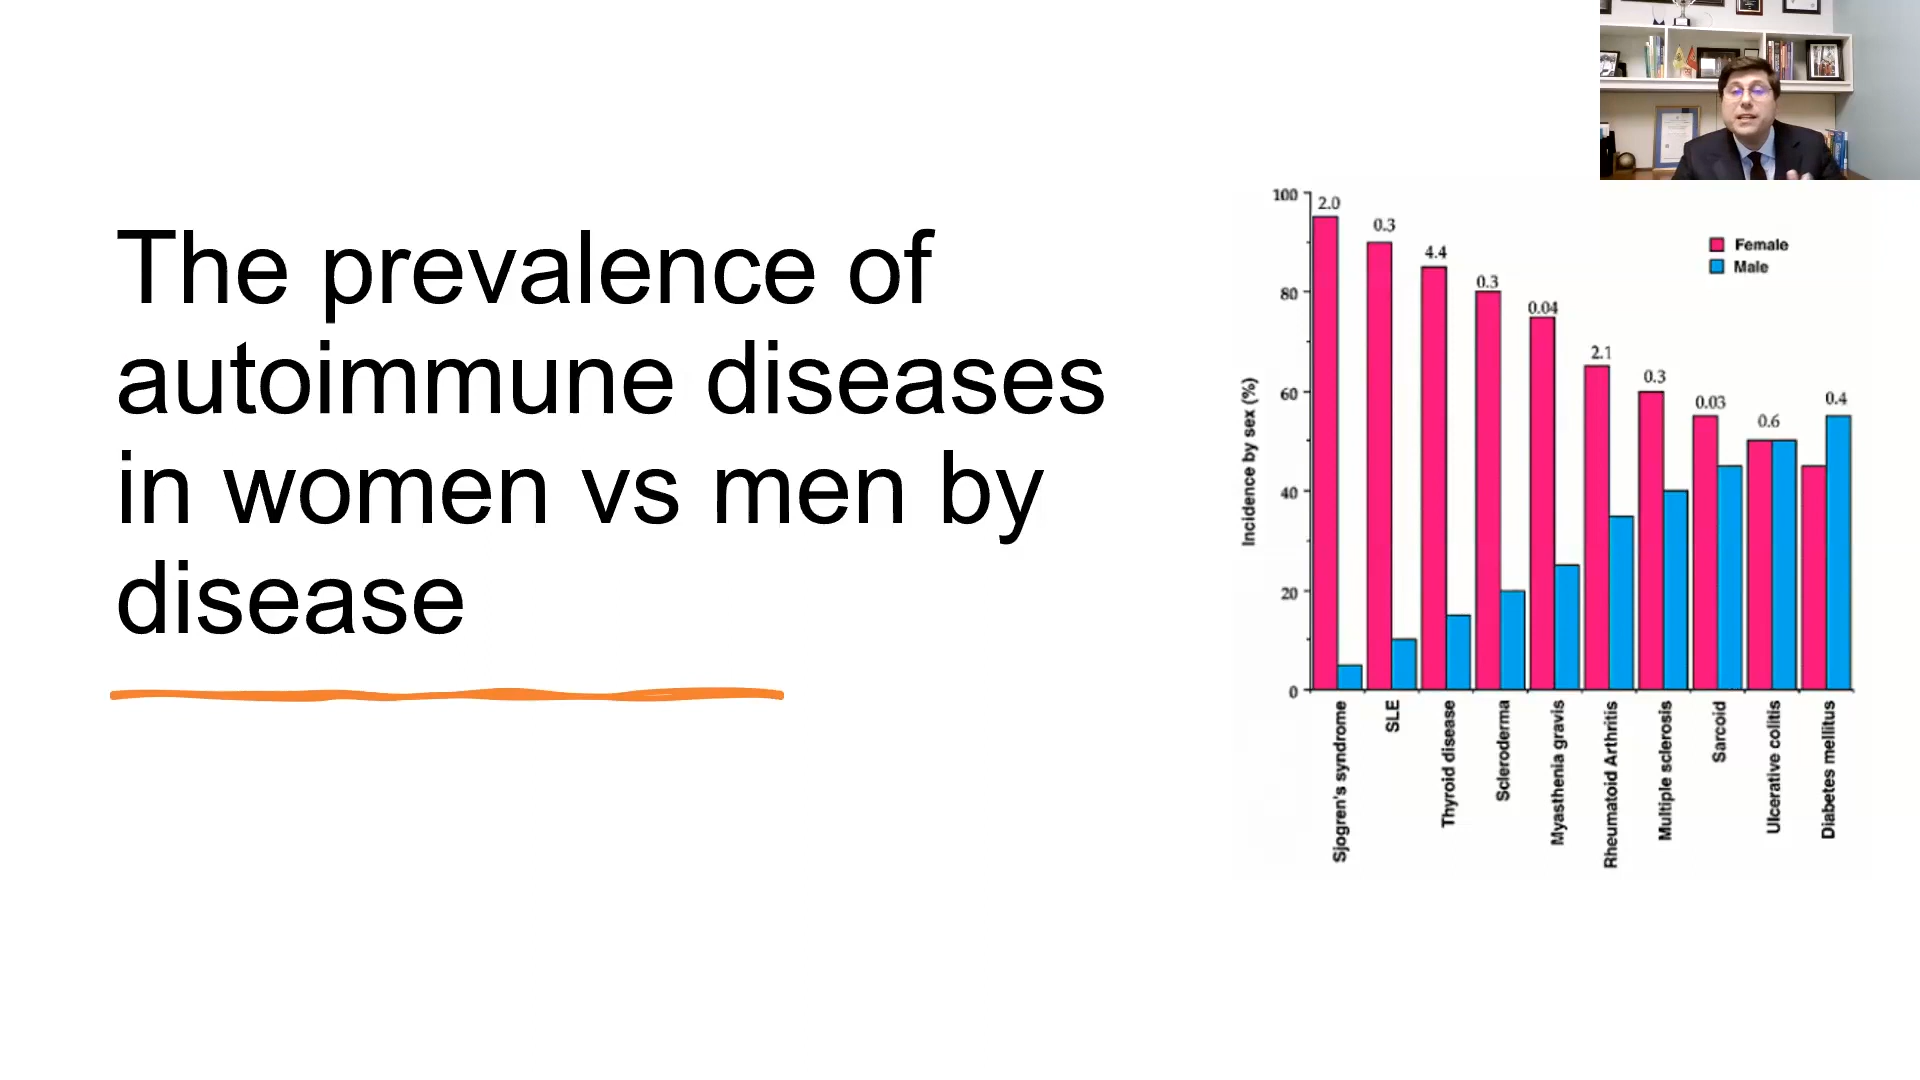 The prevalence of
autoimmune diseases
in women vs men by
disease
Incidence by sex (%)
100
80
60
40
20
0
2.0
0.3
4.4
0.3
0.04
2.1
0.3
0.03
0.6
0.4
Female
Male
Sjogren's syndrome
SLE
Thyroid disease
Scleroderma
Myasthenia gravis
Rheumatoid Arthritis
Multiple sclerosis
Sarcoid
Ulcerative colitis
Diabetes mellitus